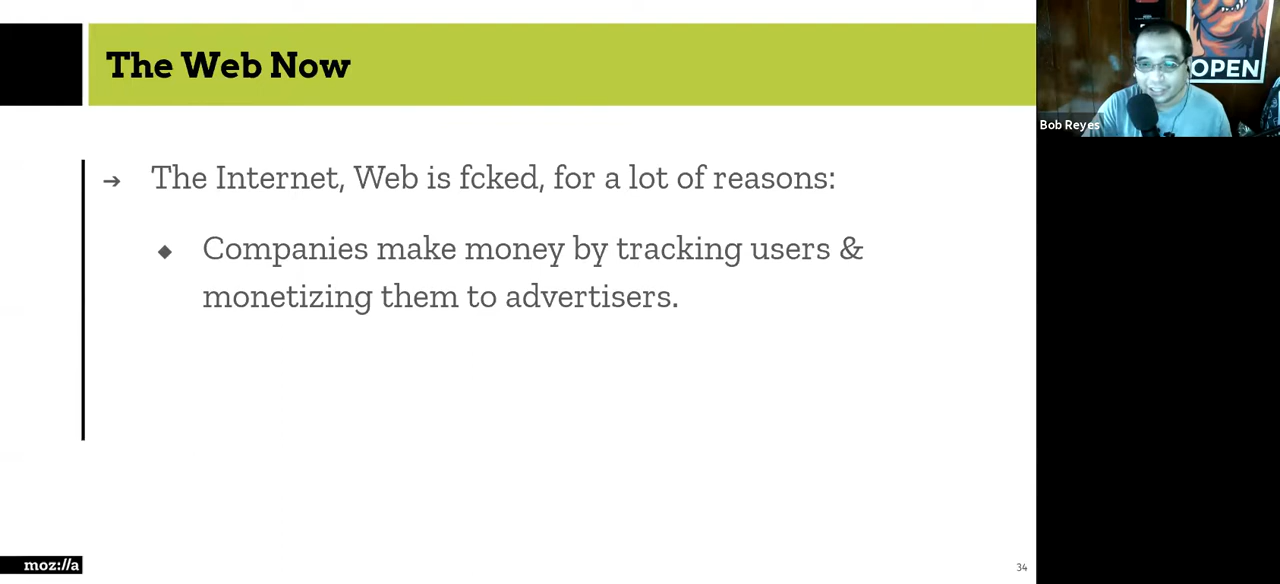 The Web Now
➔ The Internet, Web is fcked, for a lot of reasons:
◆ Companies make money by tracking users &
monetizing them to advertisers.
moz://a
34
OPEN
Bob Reyes